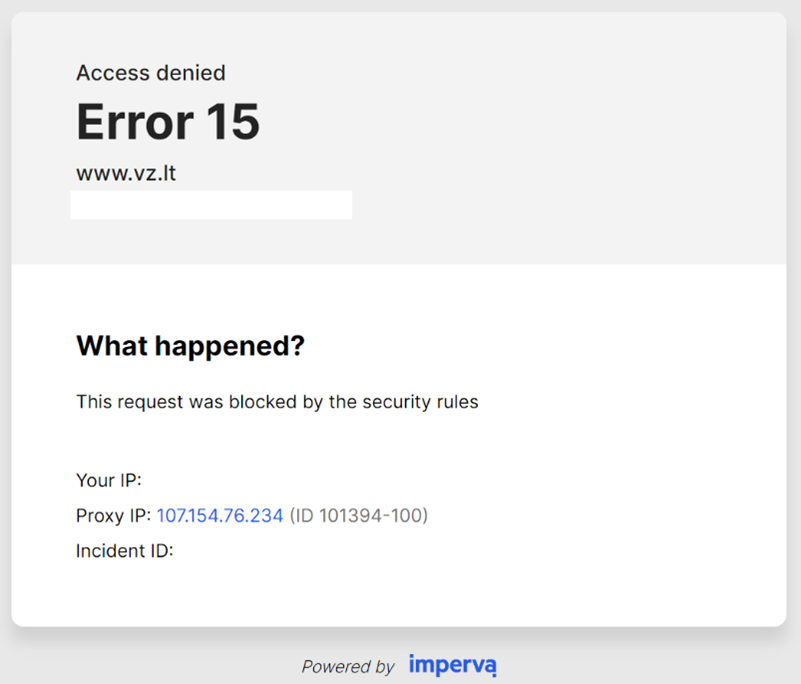 Access denied
Error 15
www.vz.lt
What happened?
This request was blocked by the security rules
Your IP:
Proxy IP: 107.154.76.234 (ID 101394-100)
Incident ID:
Powered by imperva